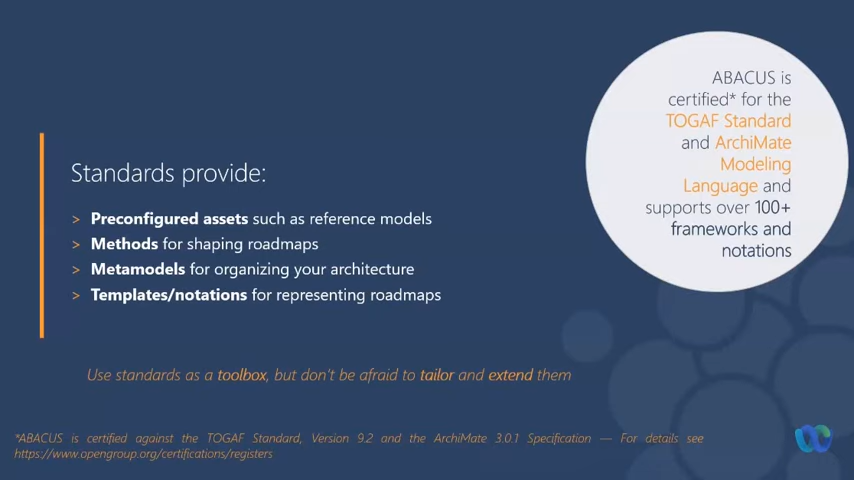 ABACUS is
certified* for the
TOGAF Standard
and ArchiMate
Modeling
Language and
supports over 100+
frameworks and
notations
Standards provide:
> Preconfigured assets such as reference models
> Methods for shaping roadmaps
> Metamodels for organizing your architecture
> Templates/notations for representing roadmaps
Use standards as a toolbox, but don't be afraid to tailor and extend them
*ABACUS is certified against the TOGAF Standard, Version 9.2 and the ArchiMate 3.0.1 Specification — For details see
https://www.opengroup.org/certifications/registers